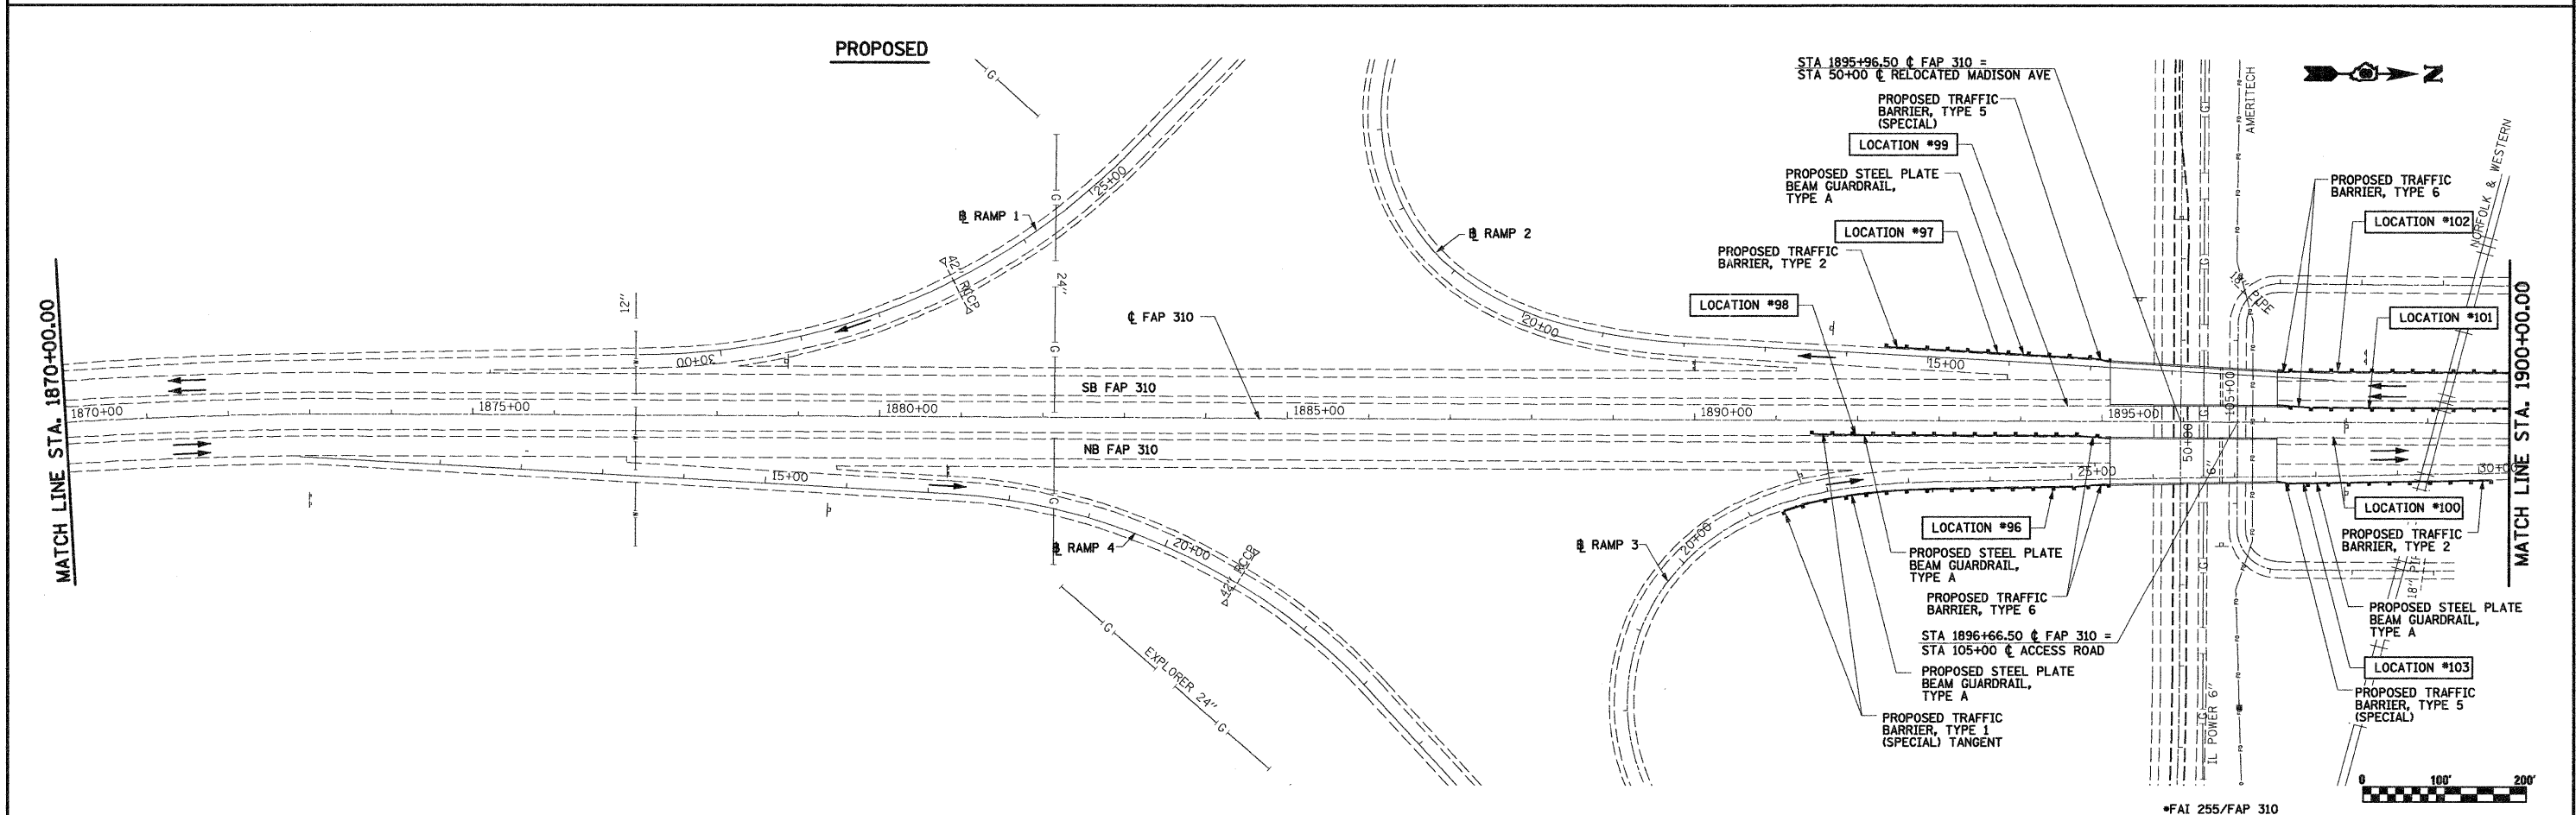 PROPOSED
MATCH LINE STA. 1870+00.00
1870+00
1875+00
1880+00
1885+00
1890+00
1895+00
12"
30+00
42" RCCP
G
24"
25+00
℄ FAP 310
SB FAP 310
NB FAP 310
15+00
20+00
42" RCCP
EXPLORER 24"
G
G
G
RAMP 1
RAMP 2
RAMP 3
RAMP 4
20+00
15+00
20+00
25+00
30+00
STA 1895+96.50 ℄ FAP 310 =
STA 50+00 ℄ RELOCATED MADISON AVE
PROPOSED TRAFFIC
BARRIER, TYPE 5
(SPECIAL)
LOCATION #99
PROPOSED STEEL PLATE
BEAM GUARDRAIL,
TYPE A
LOCATION #97
PROPOSED TRAFFIC
BARRIER, TYPE 2
LOCATION #98
LOCATION #96
PROPOSED STEEL PLATE
BEAM GUARDRAIL,
TYPE A
PROPOSED TRAFFIC
BARRIER, TYPE 6
STA 1896+66.50 ℄ FAP 310 =
STA 105+00 ℄ ACCESS ROAD
PROPOSED STEEL PLATE
BEAM GUARDRAIL,
TYPE A
PROPOSED TRAFFIC
BARRIER, TYPE 1
(SPECIAL) TANGENT
50+00
105+00
6"
IL POWER 6"
AMERITECH
18" PIPE
N
NORFOLK & WESTERN
PROPOSED TRAFFIC
BARRIER, TYPE 6
LOCATION #102
LOCATION #101
LOCATION #100
PROPOSED TRAFFIC
BARRIER, TYPE 2
18"
PROPOSED STEEL PLATE
BEAM GUARDRAIL,
TYPE A
LOCATION #103
PROPOSED TRAFFIC
BARRIER, TYPE 5
(SPECIAL)
MATCH LINE STA. 1900+00.00
0 100' 200'
*FAI 255/FAP 310